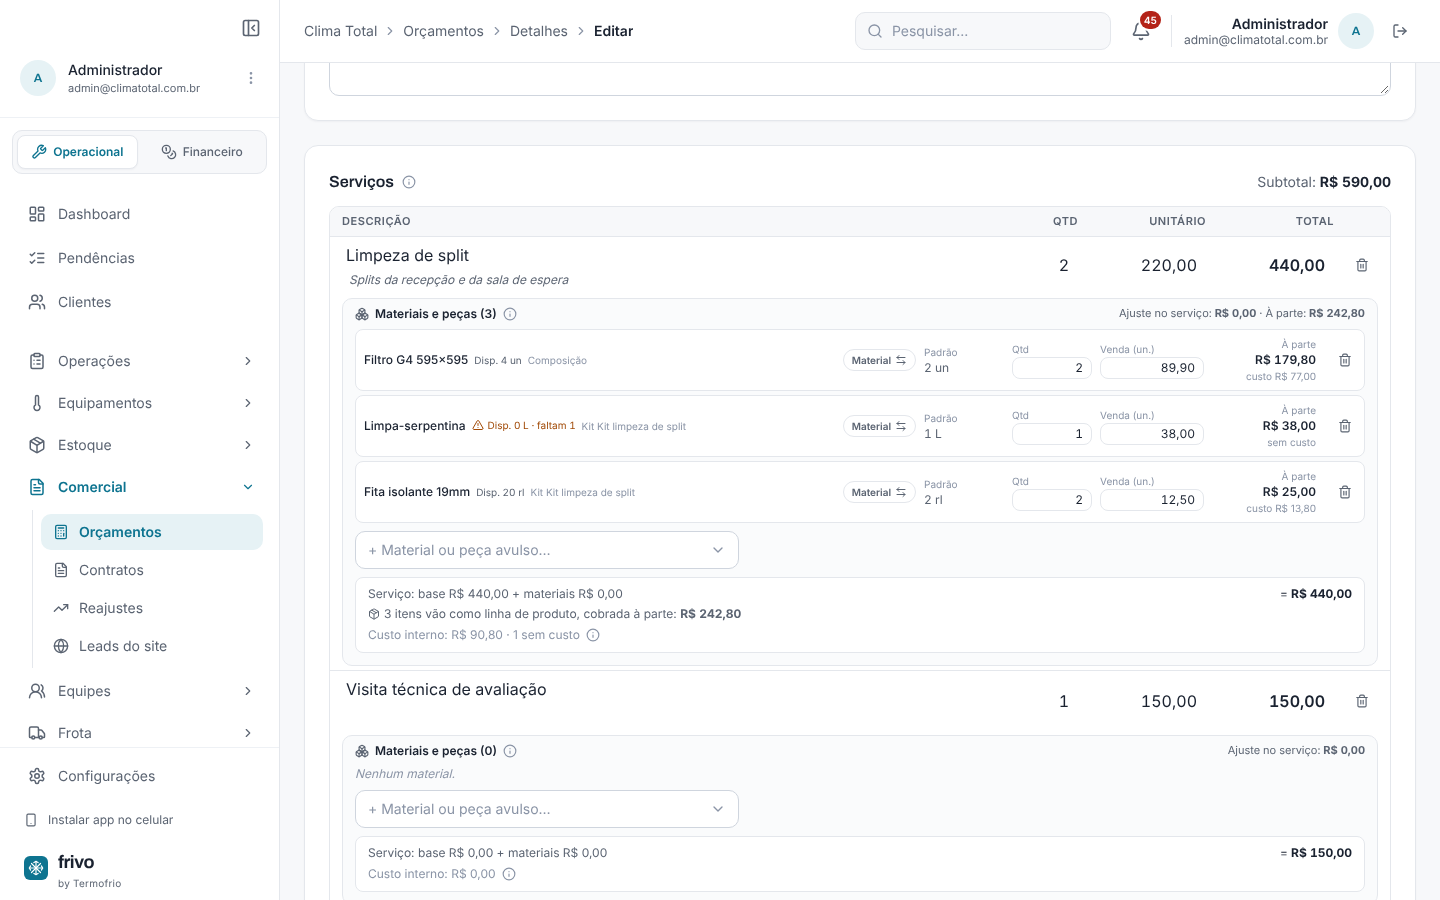 Clima Total > Orçamentos > Detalhes > Editar
Pesquisar...
45
Administrador
admin@climatotal.com.br
A
A
Administrador
admin@climatotal.com.br
Operacional
Financeiro
Dashboard
Pendências
Clientes
Operações
Equipamentos
Estoque
Comercial
Orçamentos
Contratos
Reajustes
Leads do site
Equipes
Frota
Configurações
Instalar app no celular
frivo
by Termofrio
Serviços
Subtotal: R$ 590,00
DESCRIÇÃO QTD UNITÁRIO TOTAL
Limpeza de split
Splits da recepção e da sala de espera
2 220,00 440,00
Materiais e peças (3)
Ajuste no serviço: R$ 0,00 · À parte: R$ 242,80
Filtro G4 595×595 Disp. 4 un Composição
Material
Padrão
2 un
Qtd
2
Venda (un.)
89,90
À parte
R$ 179,80
custo R$ 77,00
Limpa-serpentina Disp. 0 L · faltam 1 Kit Kit limpeza de split
Material
Padrão
1 L
Qtd
1
Venda (un.)
38,00
À parte
R$ 38,00
sem custo
Fita isolante 19mm Disp. 20 rl Kit Kit limpeza de split
Material
Padrão
2 rl
Qtd
2
Venda (un.)
12,50
À parte
R$ 25,00
custo R$ 13,80
+ Material ou peça avulso...
Serviço: base R$ 440,00 + materiais R$ 0,00
= R$ 440,00
3 itens vão como linha de produto, cobrada à parte: R$ 242,80
Custo interno: R$ 90,80 · 1 sem custo
Visita técnica de avaliação
1 150,00 150,00
Materiais e peças (0)
Ajuste no serviço: R$ 0,00
Nenhum material.
+ Material ou peça avulso...
Serviço: base R$ 0,00 + materiais R$ 0,00
= R$ 150,00
Custo interno: R$ 0,00